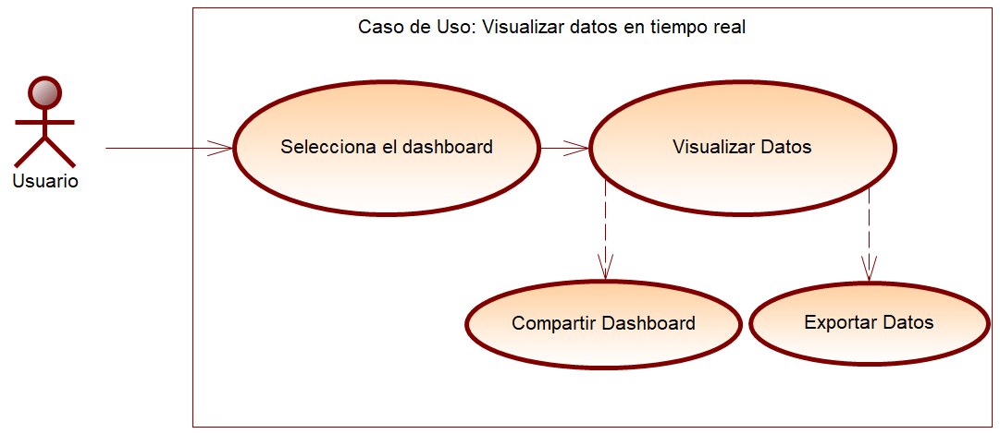 Caso de Uso: Visualizar datos en tiempo real
Usuario
Selecciona el dashboard
Visualizar Datos
Compartir Dashboard
Exportar Datos